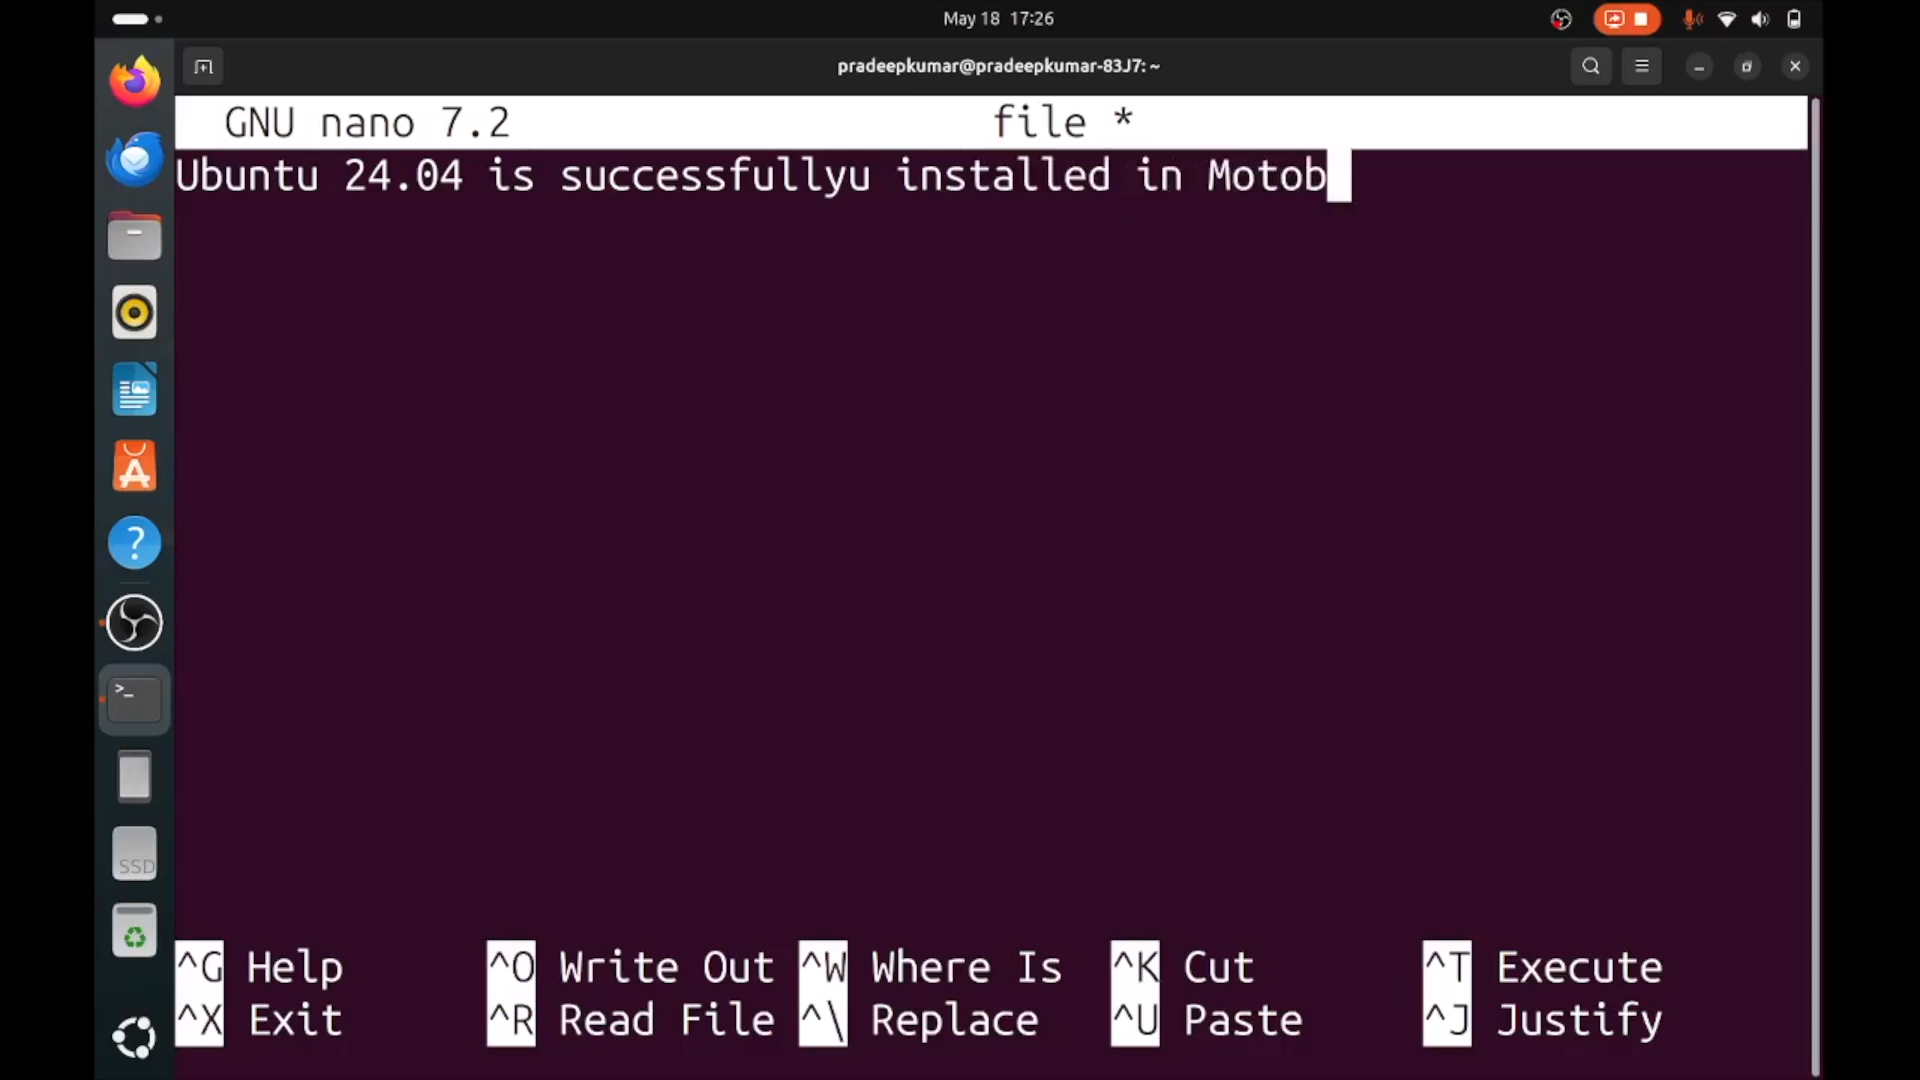 May 18 17:26
pradeepkumar@pradeepkumar-83J7: ~
GNU nano 7.2 file *
Ubuntu 24.04 is successfullyu installed in Motob
^G Help ^O Write Out ^W Where Is ^K Cut ^T Execute
^X Exit ^R Read File ^\ Replace ^U Paste ^J Justify
SSD